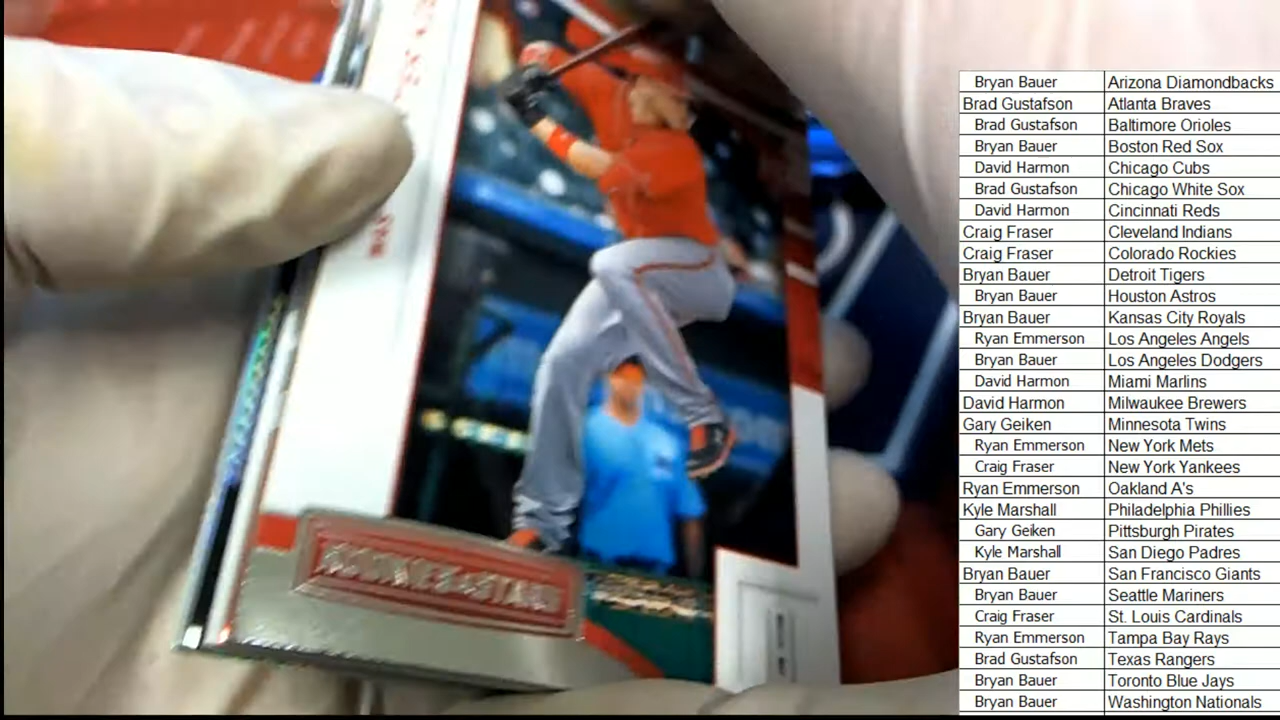 Bryan Bauer Arizona Diamondbacks
Brad Gustafson Atlanta Braves
Brad Gustafson Baltimore Orioles
Bryan Bauer Boston Red Sox
David Harmon Chicago Cubs
Brad Gustafson Chicago White Sox
David Harmon Cincinnati Reds
Craig Fraser Cleveland Indians
Craig Fraser Colorado Rockies
Bryan Bauer Detroit Tigers
Bryan Bauer Houston Astros
Bryan Bauer Kansas City Royals
Ryan Emmerson Los Angeles Angels
Bryan Bauer Los Angeles Dodgers
David Harmon Miami Marlins
David Harmon Milwaukee Brewers
Gary Geiken Minnesota Twins
Ryan Emmerson New York Mets
Craig Fraser New York Yankees
Ryan Emmerson Oakland A's
Kyle Marshall Philadelphia Phillies
Gary Geiken Pittsburgh Pirates
Kyle Marshall San Diego Padres
Bryan Bauer San Francisco Giants
Bryan Bauer Seattle Mariners
Craig Fraser St. Louis Cardinals
Ryan Emmerson Tampa Bay Rays
Brad Gustafson Texas Rangers
Bryan Bauer Toronto Blue Jays
Bryan Bauer Washington Nationals